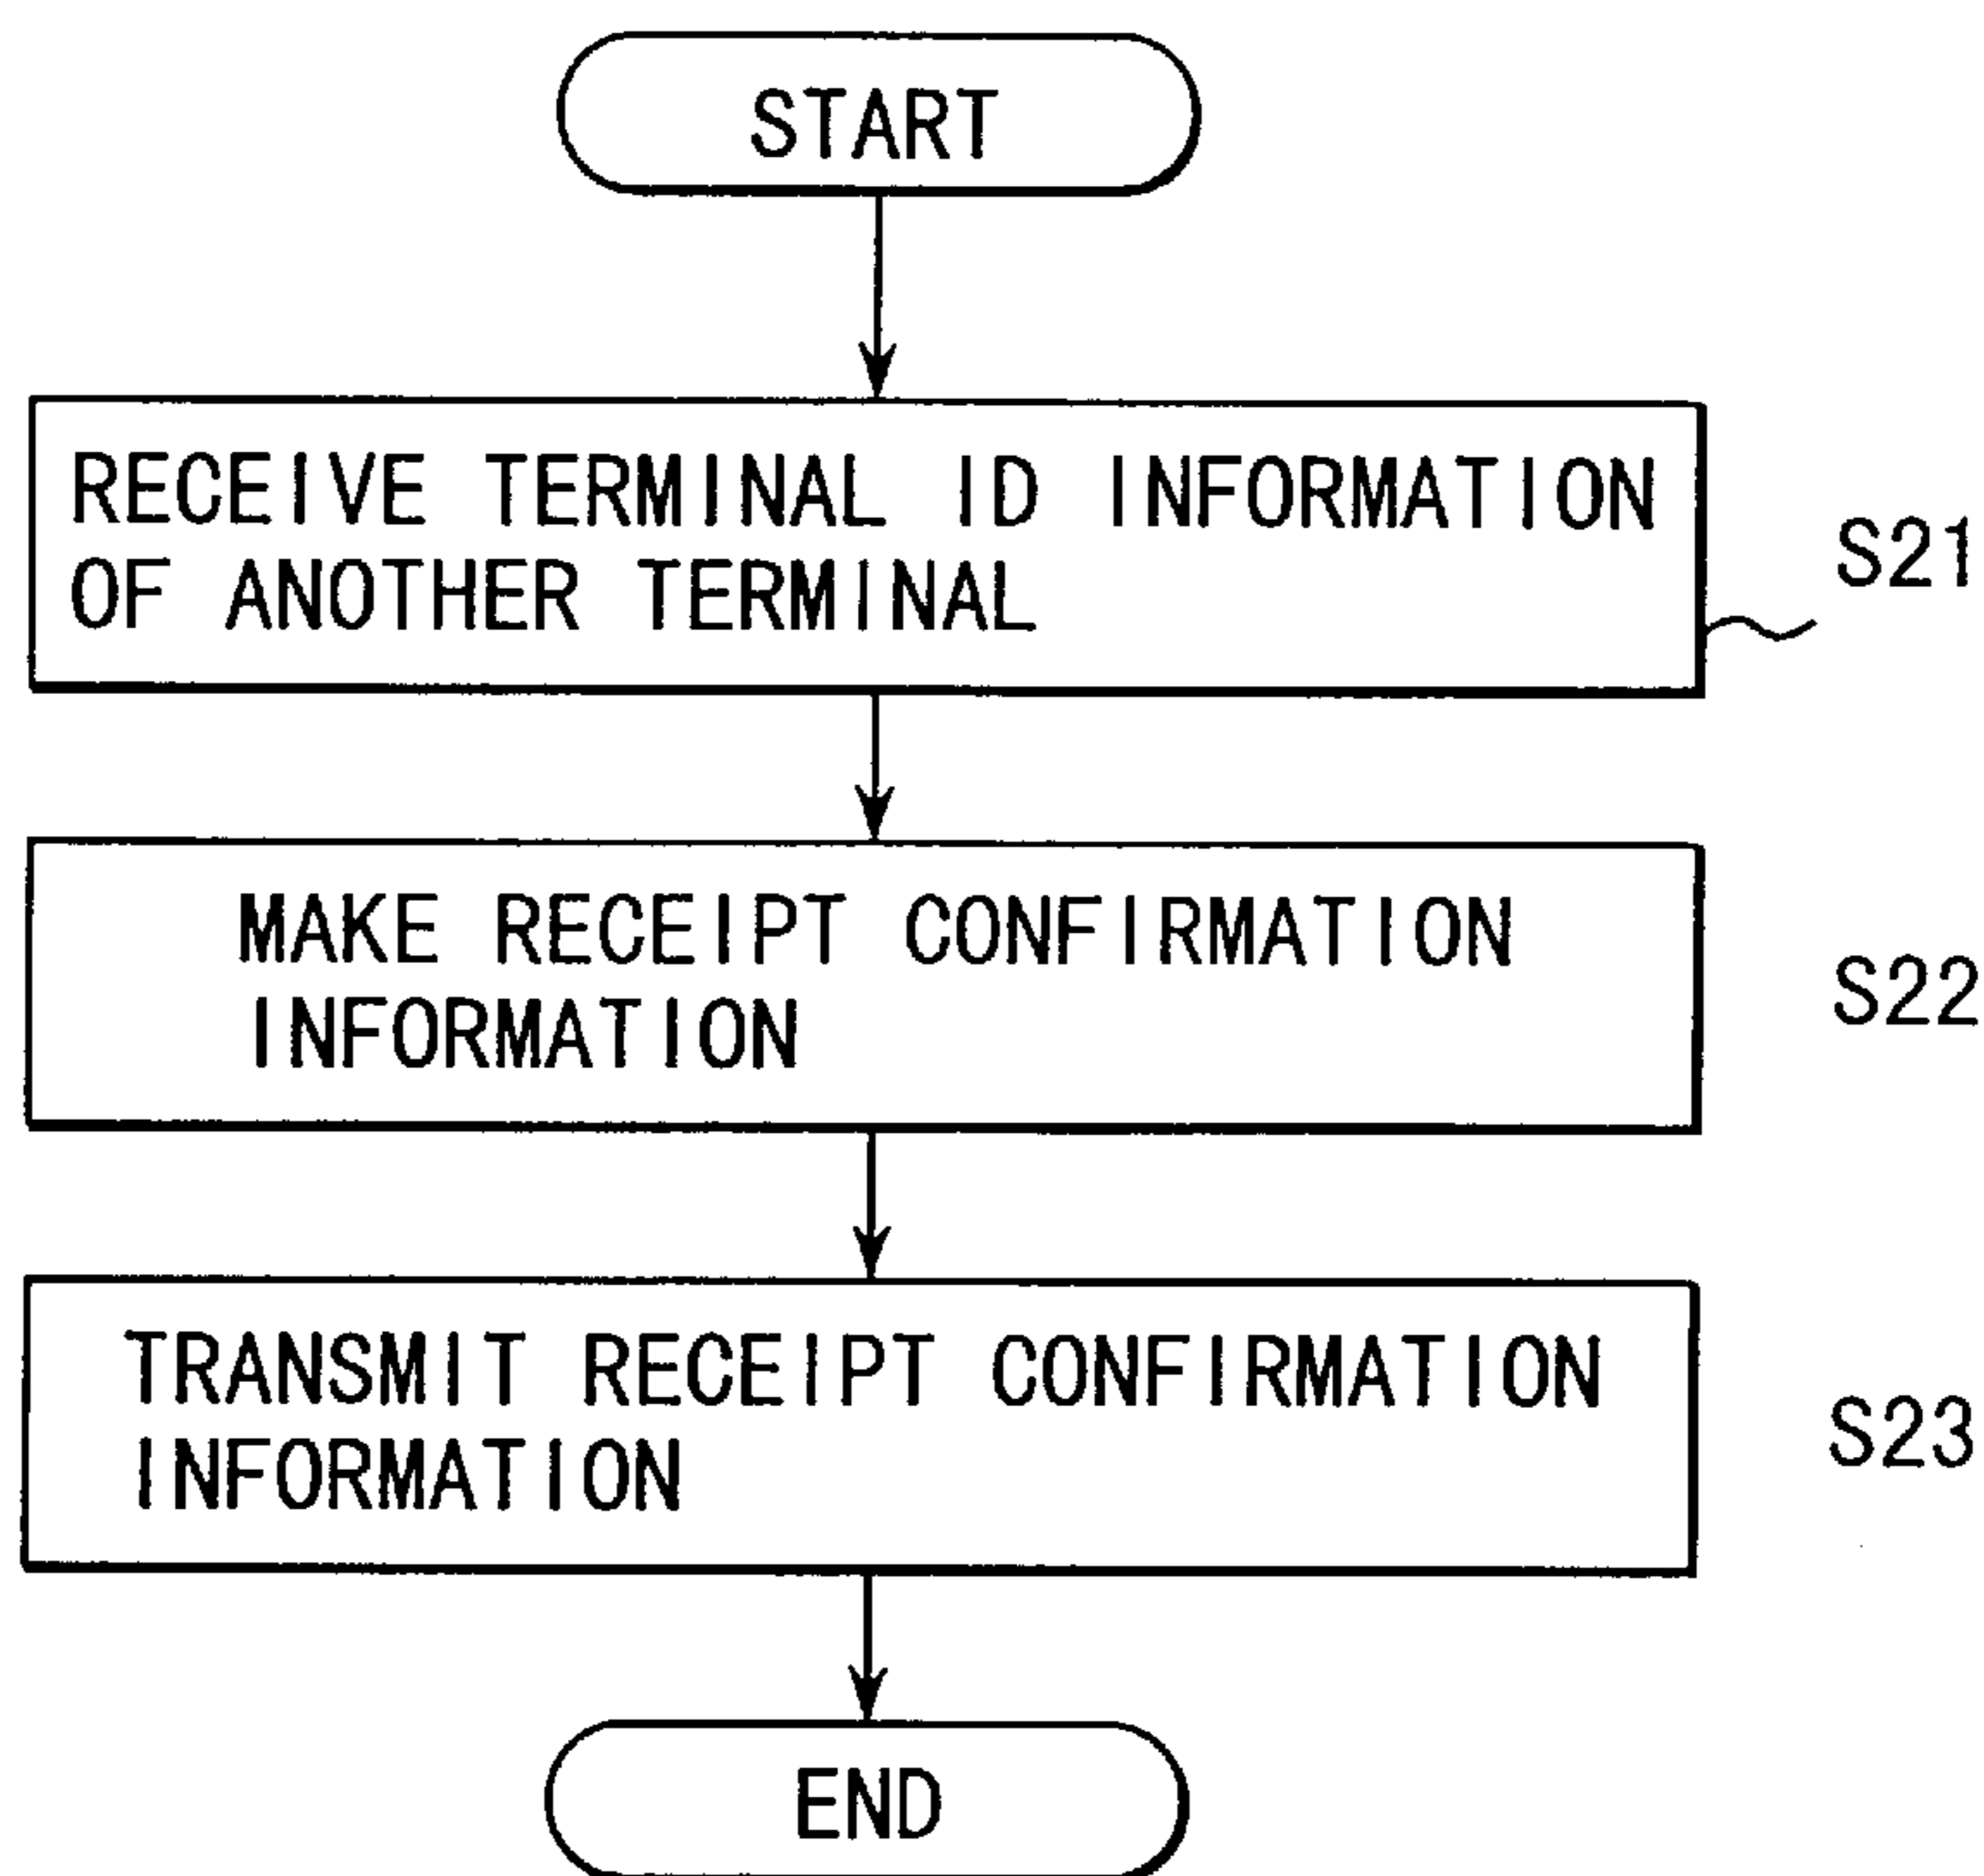 START
RECEIVE TERMINAL ID INFORMATION
OF ANOTHER TERMINAL
S21
MAKE RECEIPT CONFIRMATION
INFORMATION
S22
TRANSMIT RECEIPT CONFIRMATION
INFORMATION
S23
END